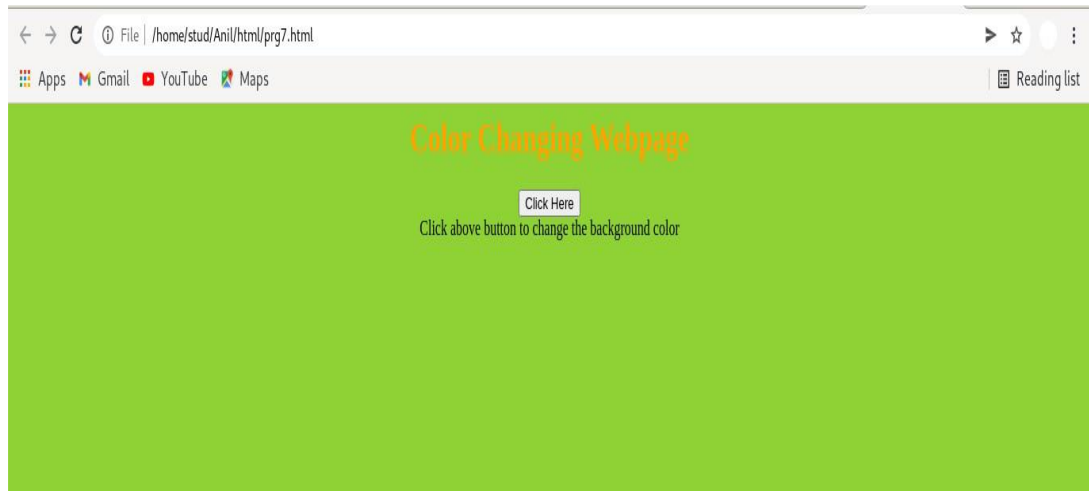 File /home/stud/Anil/html/prg7.html
Apps Gmail YouTube Maps Reading list
Color Changing Webpage
Click Here
Click above button to change the background color